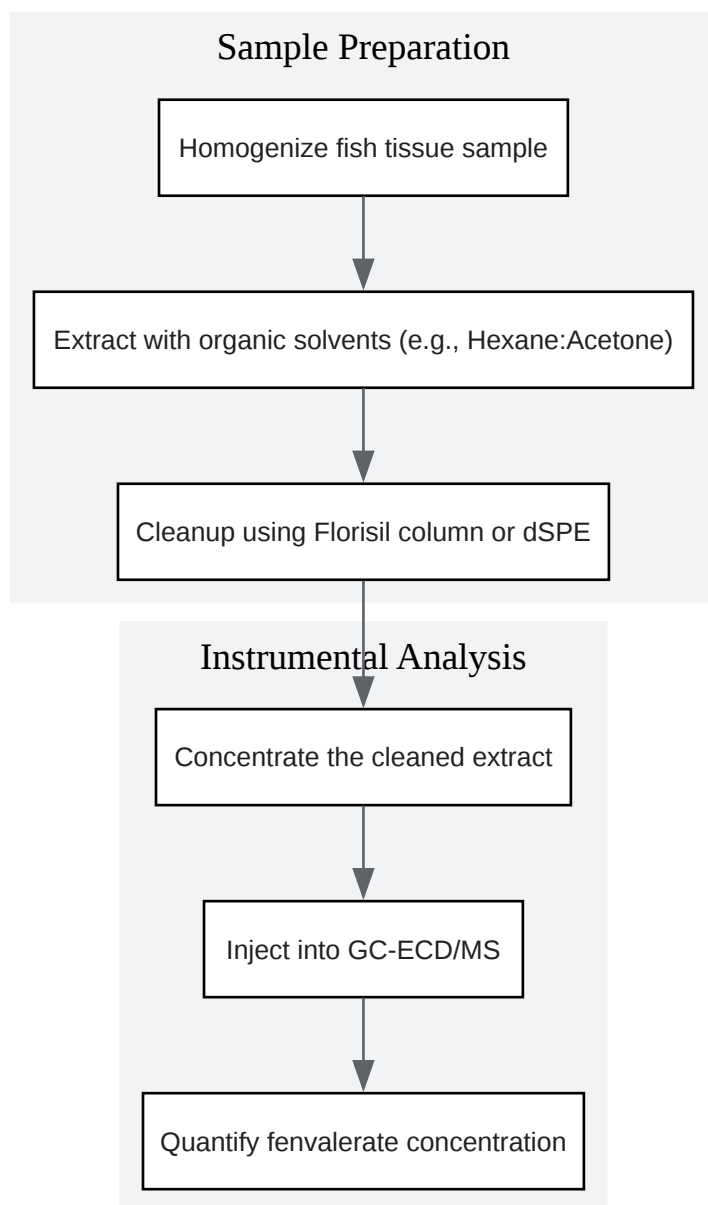 Sample Preparation
Homogenize fish tissue sample
Extract with organic solvents (e.g., Hexane:Acetone)
Cleanup using Florisil column or dSPE
Instrumental Analysis
Concentrate the cleaned extract
Inject into GC-ECD/MS
Quantify fenvalerate concentration